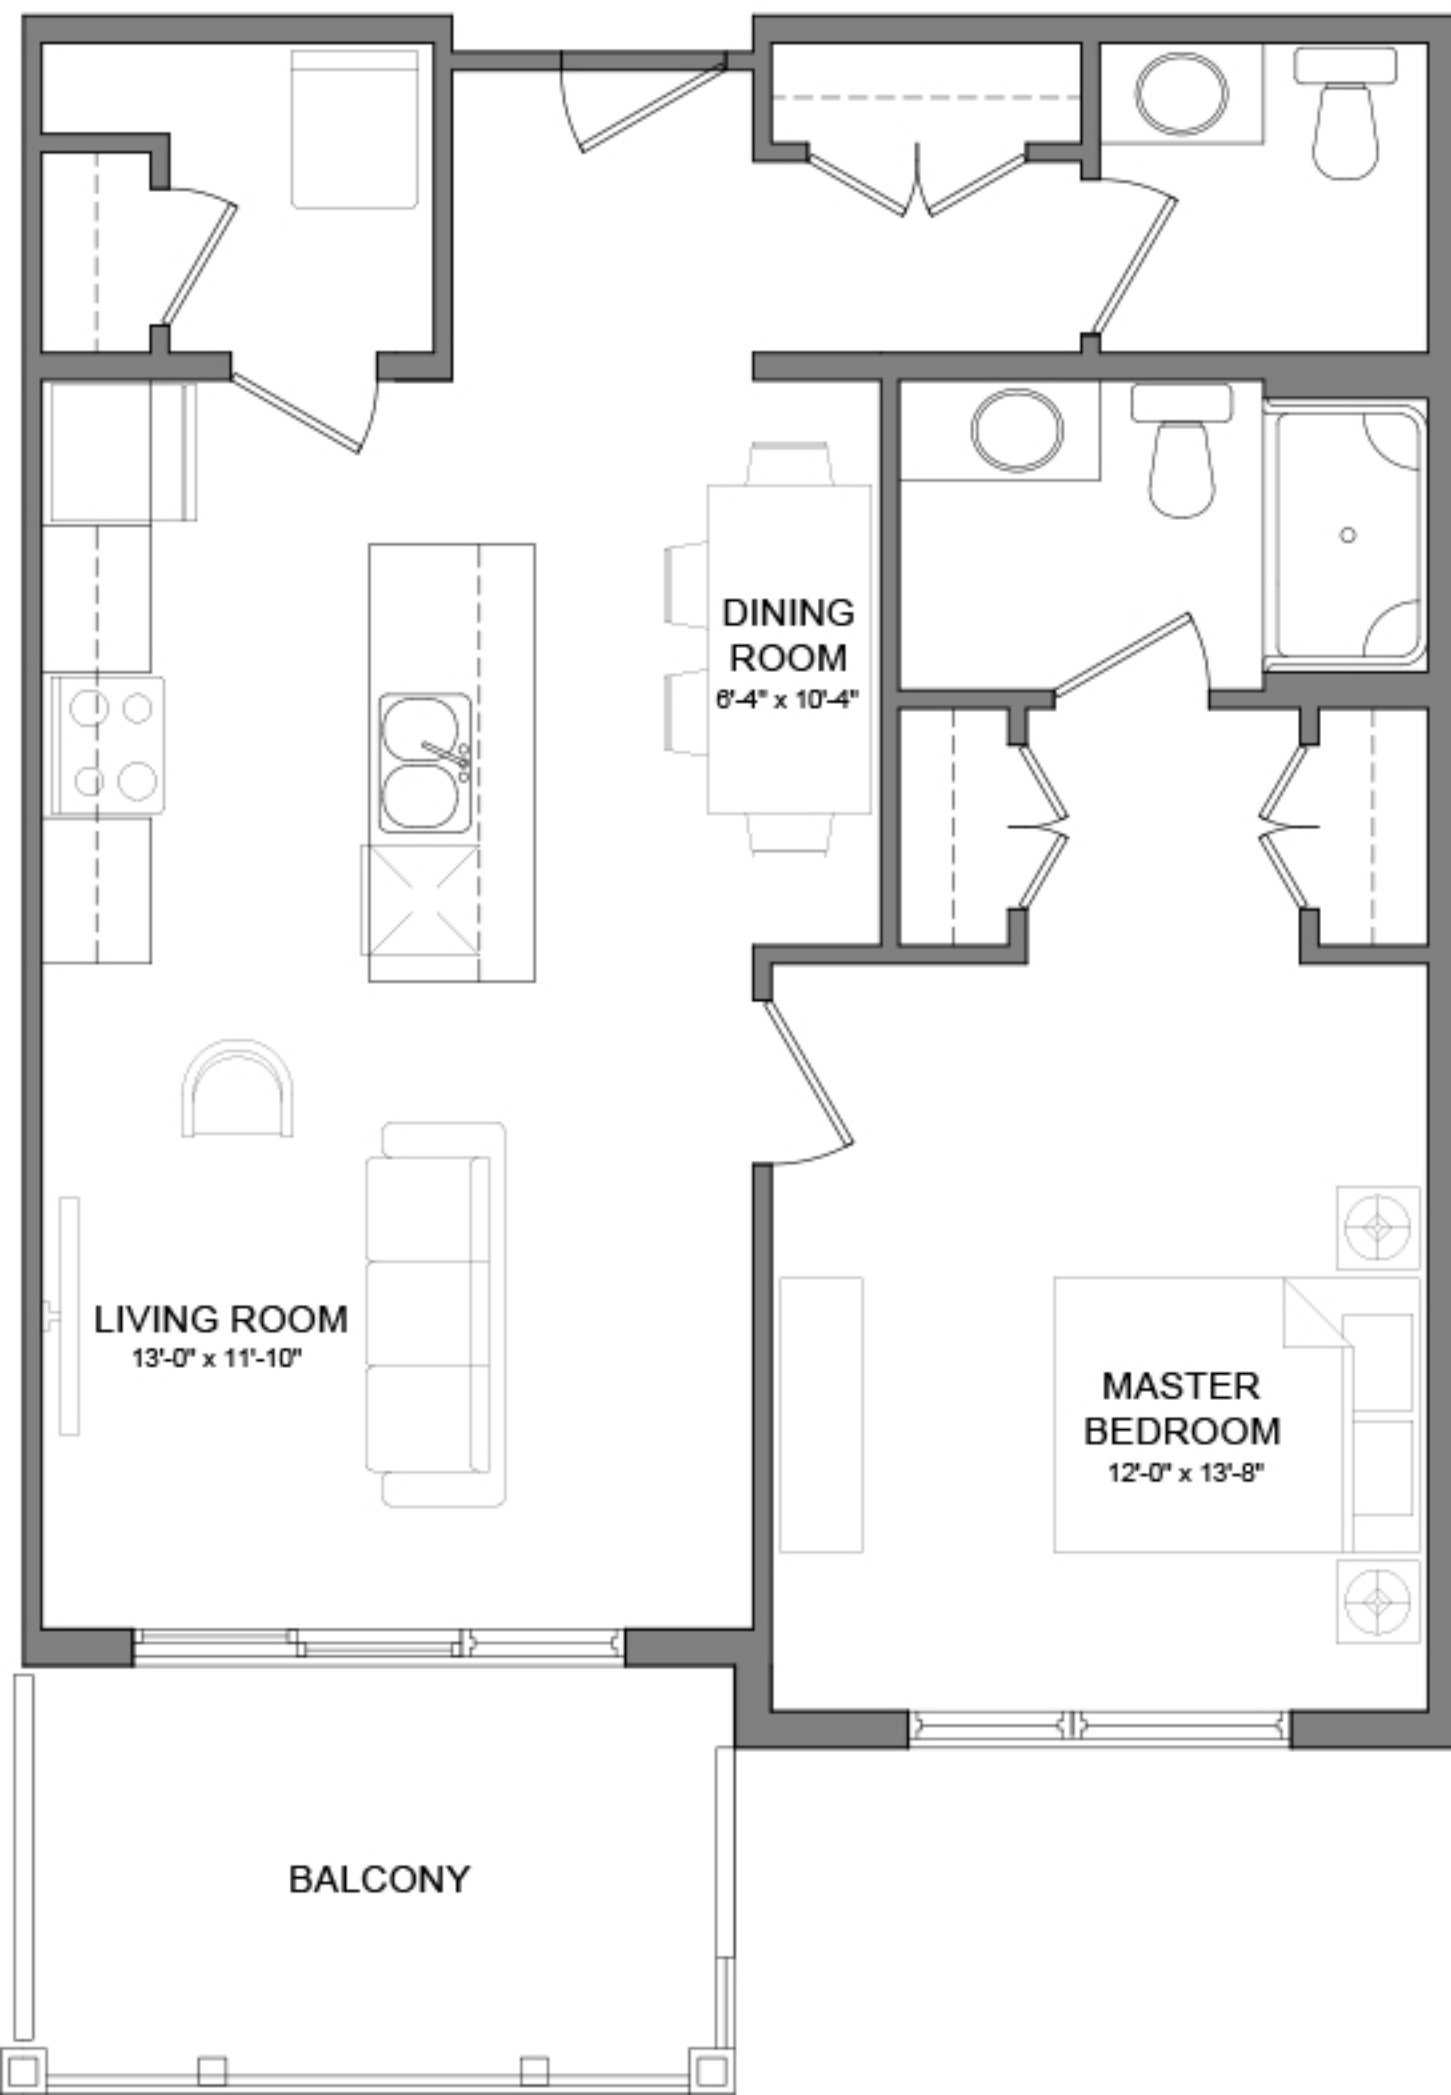 DINING
ROOM
6'-4" x 10'-4"
LIVING ROOM
13'-0" x 11'-10"
MASTER
BEDROOM
12'-0" x 13'-8"
BALCONY